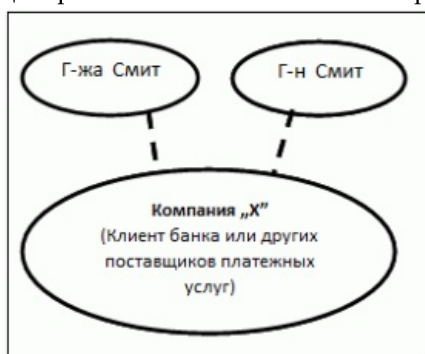 Г-жа Смит
Г-н Смит
Компания „X”
(Клиент банка или других
поставщиков платежных
услуг)